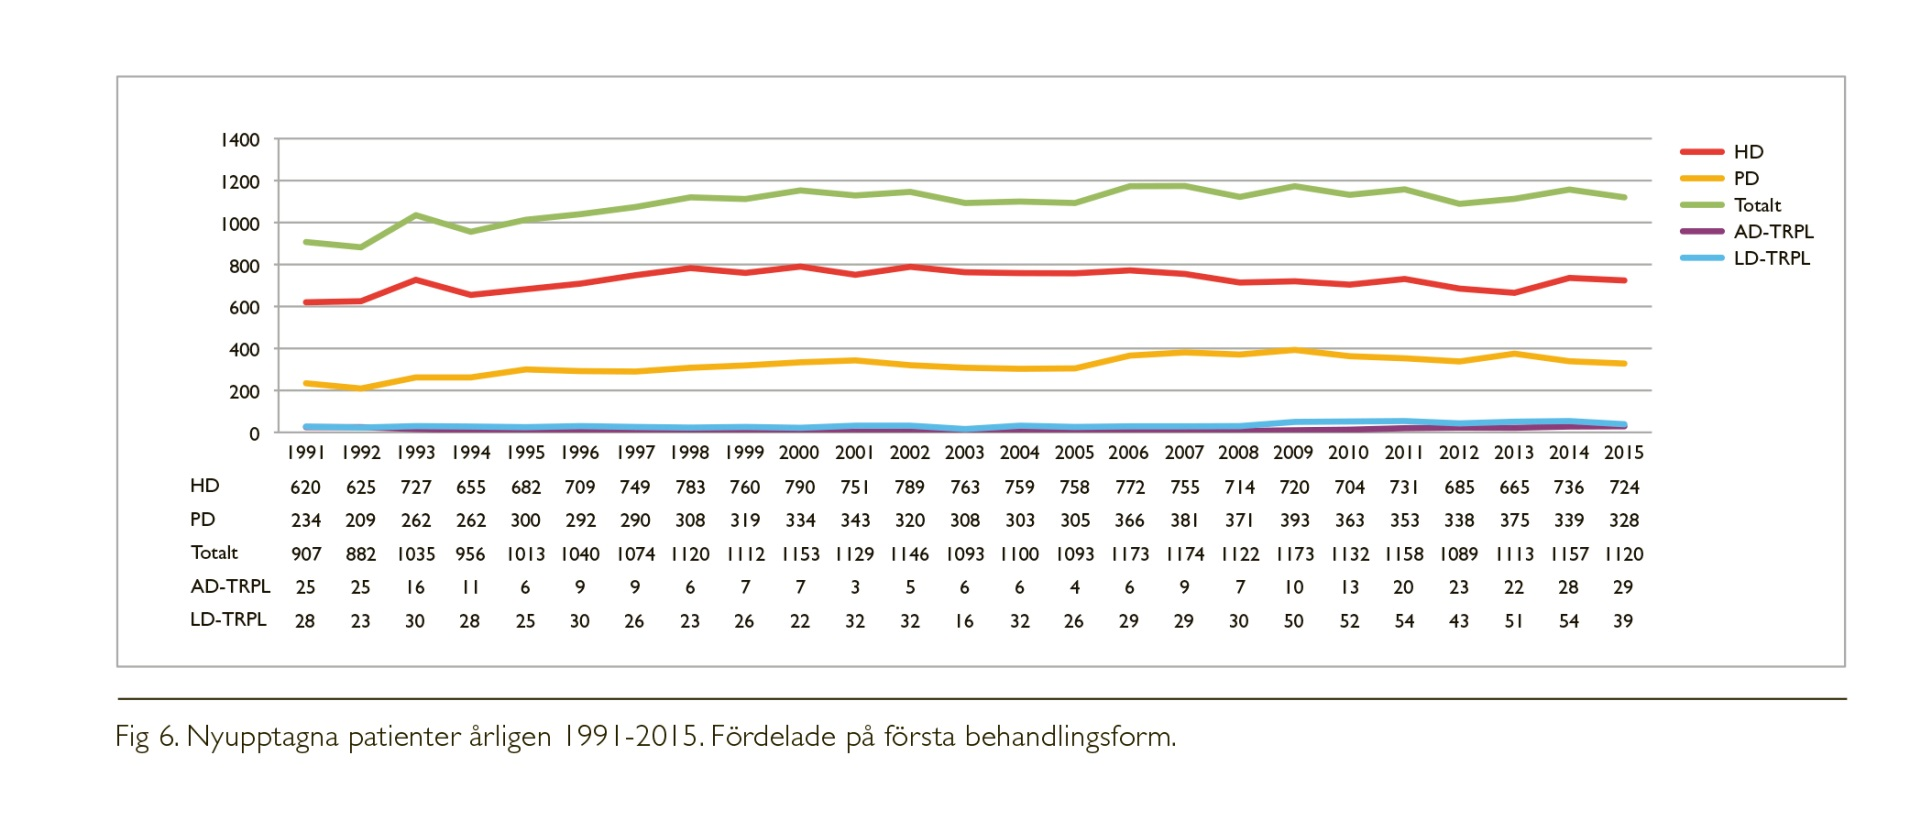 1400
1200
1000
800
600
400
200
0
HD
PD
Totalt
AD-TRPL
LD-TRPL
1991 1992 1993 1994 1995 1996 1997 1998 1999 2000 2001 2002 2003 2004 2005 2006 2007 2008 2009 2010 2011 2012 2013 2014 2015
HD 620 625 727 655 682 709 749 783 760 790 751 789 763 759 758 772 755 714 720 704 731 685 665 736 724
PD 234 209 262 262 300 292 290 308 319 334 343 320 308 303 305 366 381 371 393 363 353 338 375 339 328
Totalt 907 882 1035 956 1013 1040 1074 1120 1112 1153 1129 1146 1093 1100 1093 1173 1174 1122 1173 1132 1158 1089 1113 1157 1120
AD-TRPL 25 25 16 11 6 9 9 6 7 7 3 5 6 6 4 6 9 7 10 13 20 23 22 28 29
LD-TRPL 28 23 30 28 25 30 26 23 26 22 32 32 16 32 26 29 29 30 50 52 54 43 51 54 39
Fig 6. Nyupptagna patienter årligen 1991-2015. Fördelade på första behandlingsform.